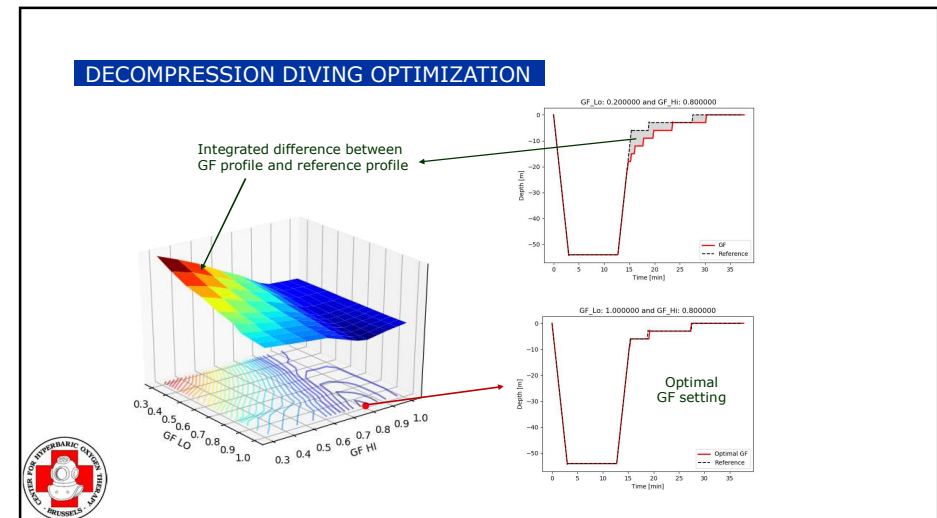 DECOMPRESSION DIVING OPTIMIZATION
Integrated difference between
GF profile and reference profile
GF_Lo: 0.200000 and GF_Hi: 0.800000
0
−10
−20
−30
−40
−50
Depth [m]
GF
Reference
0 5 10 15 20 25 30 35
Time [min]
0.3 0.4 0.5 0.6 0.7 0.8 0.9 1.0
GF LO
0.3 0.4 0.5 0.6 0.7 0.8 0.9 1.0
GF HI
GF_Lo: 1.000000 and GF_Hi: 0.800000
0
−10
−20
−30
−40
−50
Depth [m]
Optimal
GF setting
Optimal GF
Reference
0 5 10 15 20 25 30 35
Time [min]
CENTER FOR HYPERBARIC OXYGEN THERAPY
· BRUSSELS ·